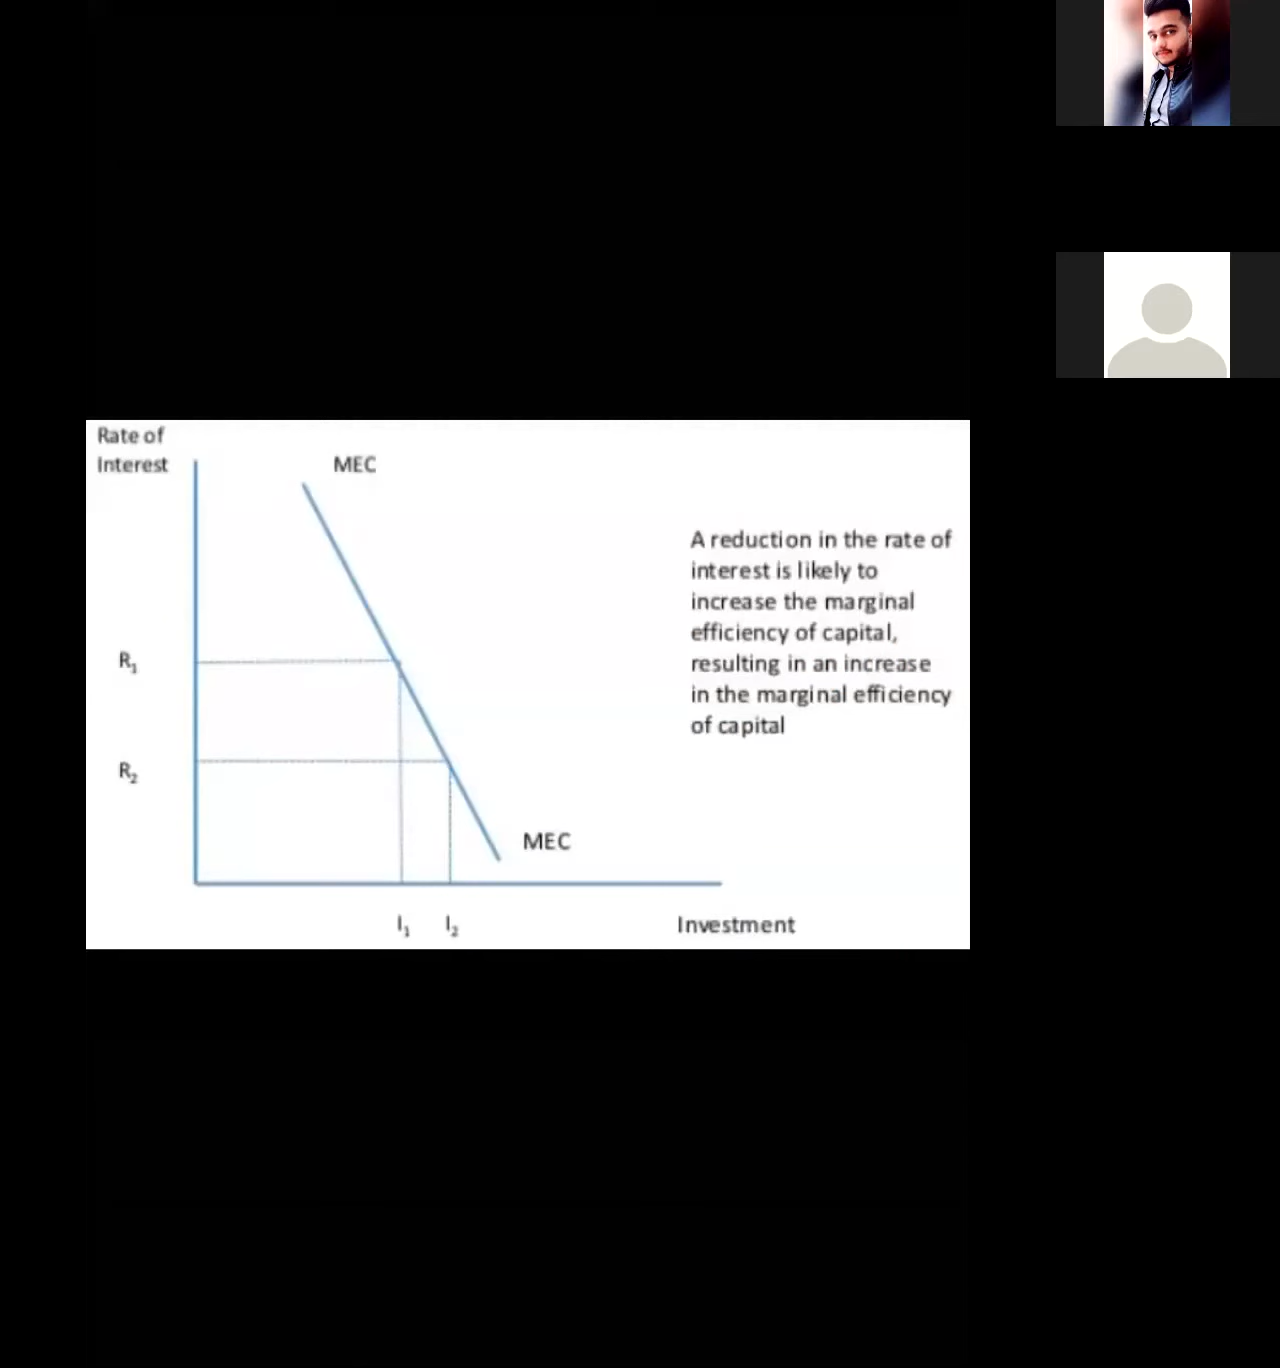 Rate of
Interest
MEC
A reduction in the rate of
interest is likely to
increase the marginal
efficiency of capital,
resulting in an increase
in the marginal efficiency
of capital
R₁
R₂
MEC
I₁ I₂
Investment